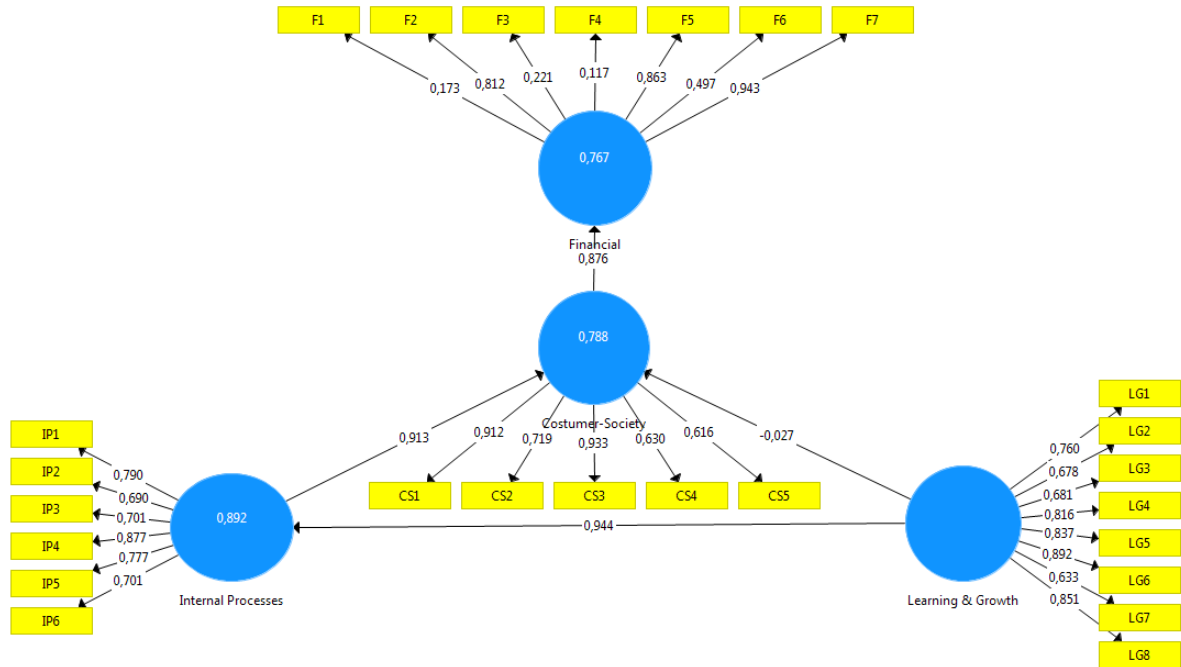 F1 F2 F3 F4 F5 F6 F7
0,173 0,812 0,221 0,117 0,863 0,497 0,943
0,767
Financial
0,876
0,788
Costumer-Society
0,913 0,912 0,719 0,933 0,630 0,616 -0,027
CS1 CS2 CS3 CS4 CS5
IP1
IP2
IP3
IP4
IP5
IP6
0,790
0,690
0,701
0,877
0,777
0,701
0,892
Internal Processes
0,944
Learning & Growth
0,760
0,678
0,681
0,816
0,837
0,892
0,633
0,851
LG1
LG2
LG3
LG4
LG5
LG6
LG7
LG8